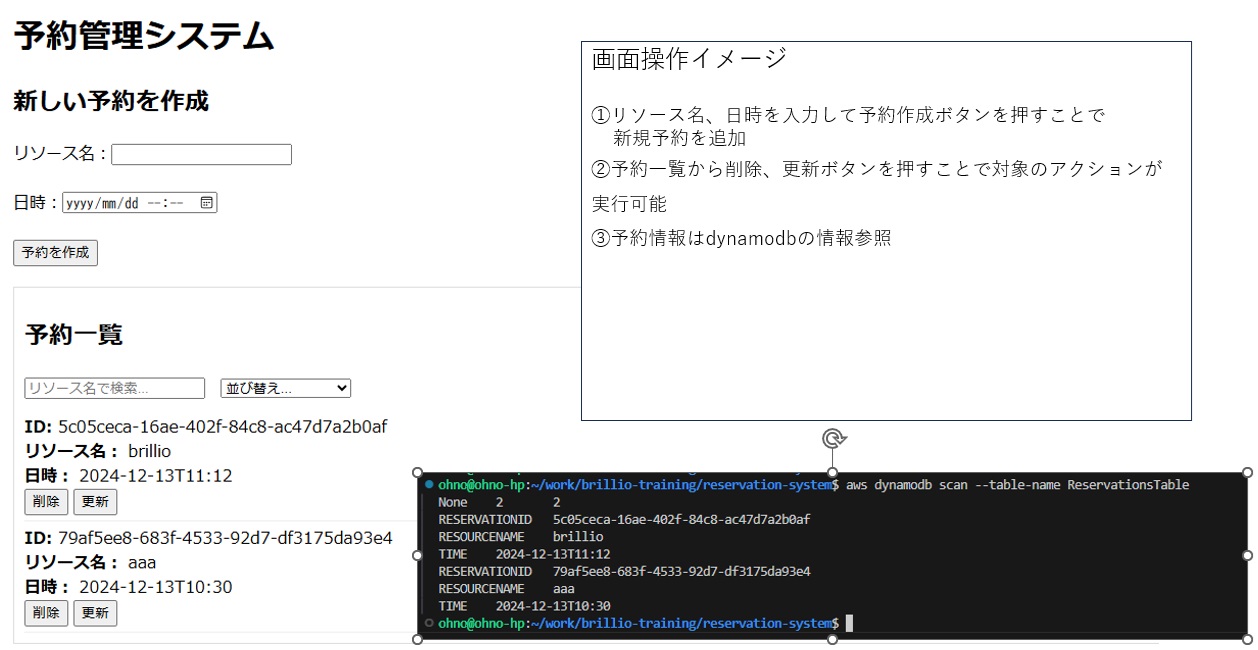 予約管理システム
新しい予約を作成
リソース名：
日時： yyyy/mm/dd --:--
予約を作成
予約一覧
リソース名で検索... 並び替え...
ID: 5c05ceca-16ae-402f-84c8-ac47d7a2b0af
リソース名： brillio
日時： 2024-12-13T11:12
削除 更新
ID: 79af5ee8-683f-4533-92d7-df3175da93e4
リソース名： aaa
日時： 2024-12-13T10:30
削除 更新
画面操作イメージ
①リソース名、日時を入力して予約作成ボタンを押すことで
新規予約を追加
②予約一覧から削除、更新ボタンを押すことで対象のアクションが
実行可能
③予約情報はdynamodbの情報参照
ohno@ohno-hp:~/work/brillio-training/reservation-system$ aws dynamodb scan --table-name ReservationsTable
None 2 2
RESERVATIONID 5c05ceca-16ae-402f-84c8-ac47d7a2b0af
RESOURCENAME brillio
TIME 2024-12-13T11:12
RESERVATIONID 79af5ee8-683f-4533-92d7-df3175da93e4
RESOURCENAME aaa
TIME 2024-12-13T10:30
ohno@ohno-hp:~/work/brillio-training/reservation-system$